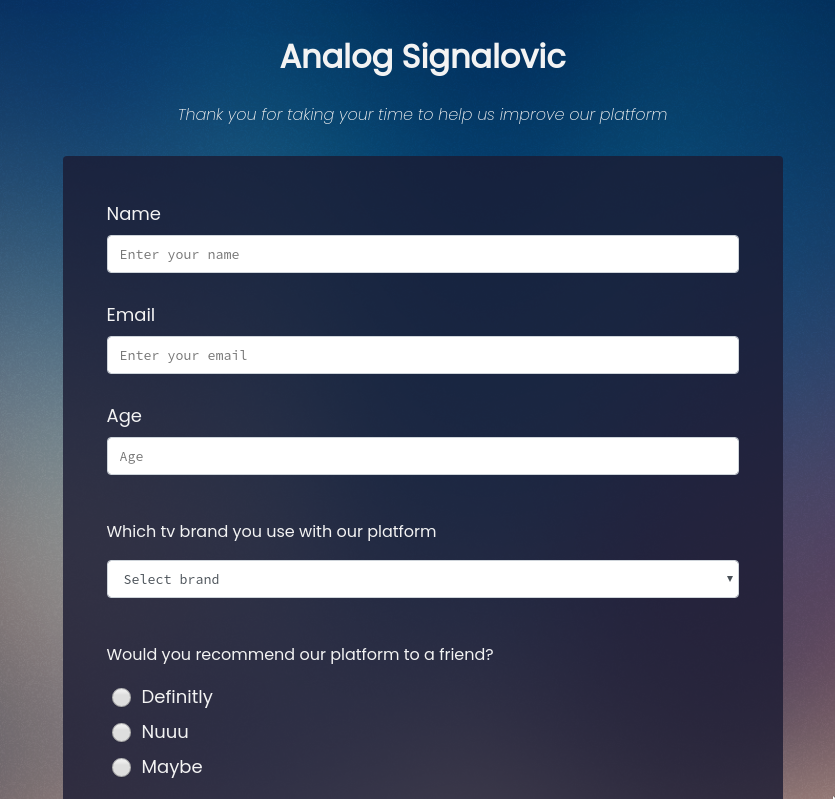 Analog Signalovic
Thank you for taking your time to help us improve our platform
Name
Enter your name
Email
Enter your email
Age
Age
Which tv brand you use with our platform
Select brand
Would you recommend our platform to a friend?
Definitly
Nuuu
Maybe